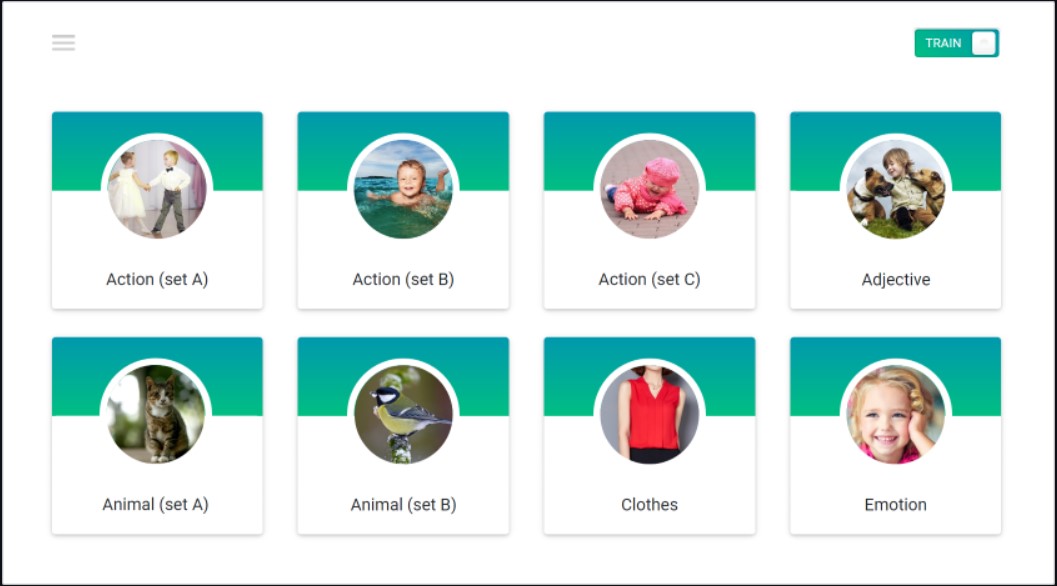 TRAIN
Action (set A)
Action (set B)
Action (set C)
Adjective
Animal (set A)
Animal (set B)
Clothes
Emotion